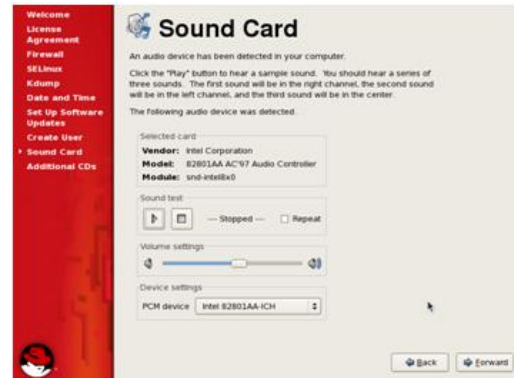 Welcome
License
Agreement
Firewall
SELinux
Kdump
Date and Time
Set Up Software
Updates
Create User
Sound Card
Additional CDs
Sound Card
An audio device has been detected in your computer.
Click the "Play" button to hear a sample sound. You should hear a series of
three sounds. The first sound will be in the right channel, the second sound
will be in the left channel, and the third sound will be in the center.
The following audio device was detected.
Selected card
Vendor: Intel Corporation
Model: 82801AA AC'97 Audio Controller
Module: snd-intel8x0
Sound test
--- Stopped --- Repeat
Volume settings
Device settings
PCM device Intel 82801AA-ICH
Back Forward